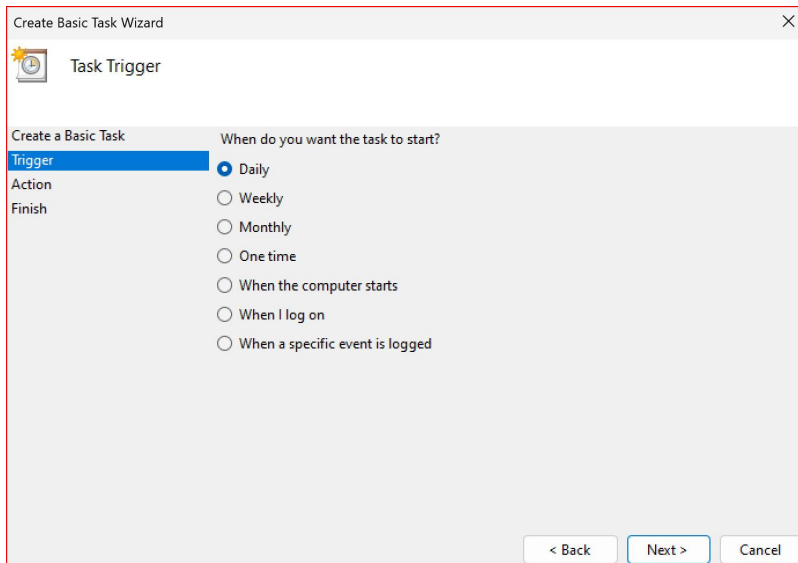 Create Basic Task Wizard
Task Trigger
Create a Basic Task
Trigger
Action
Finish
When do you want the task to start?
Daily
Weekly
Monthly
One time
When the computer starts
When I log on
When a specific event is logged
< Back
Next >
Cancel